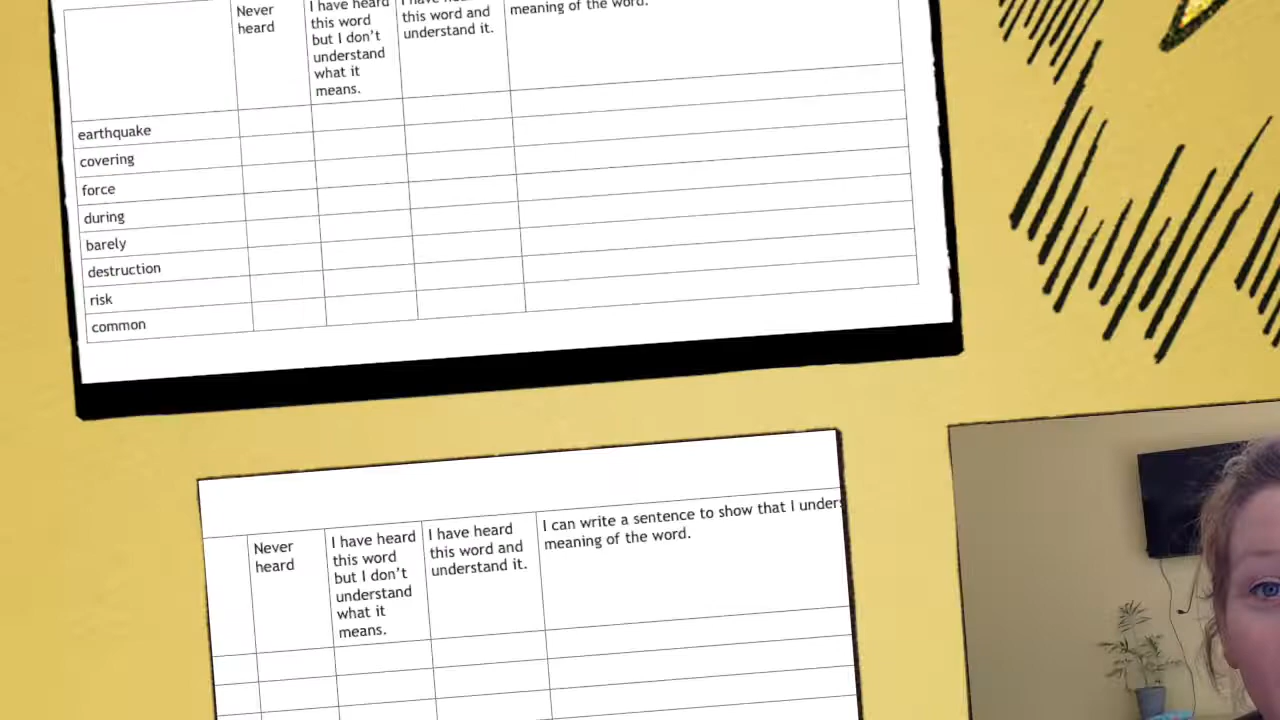 Never
heard
I have heard
this word
but I don't
understand
what it
means.
this word and
understand it.
meaning of the word.
earthquake
covering
force
during
barely
destruction
risk
common
Never
heard
I have heard
this word
but I don't
understand
what it
means.
I have heard
this word and
understand it.
I can write a sentence to show that I
meaning of the word.